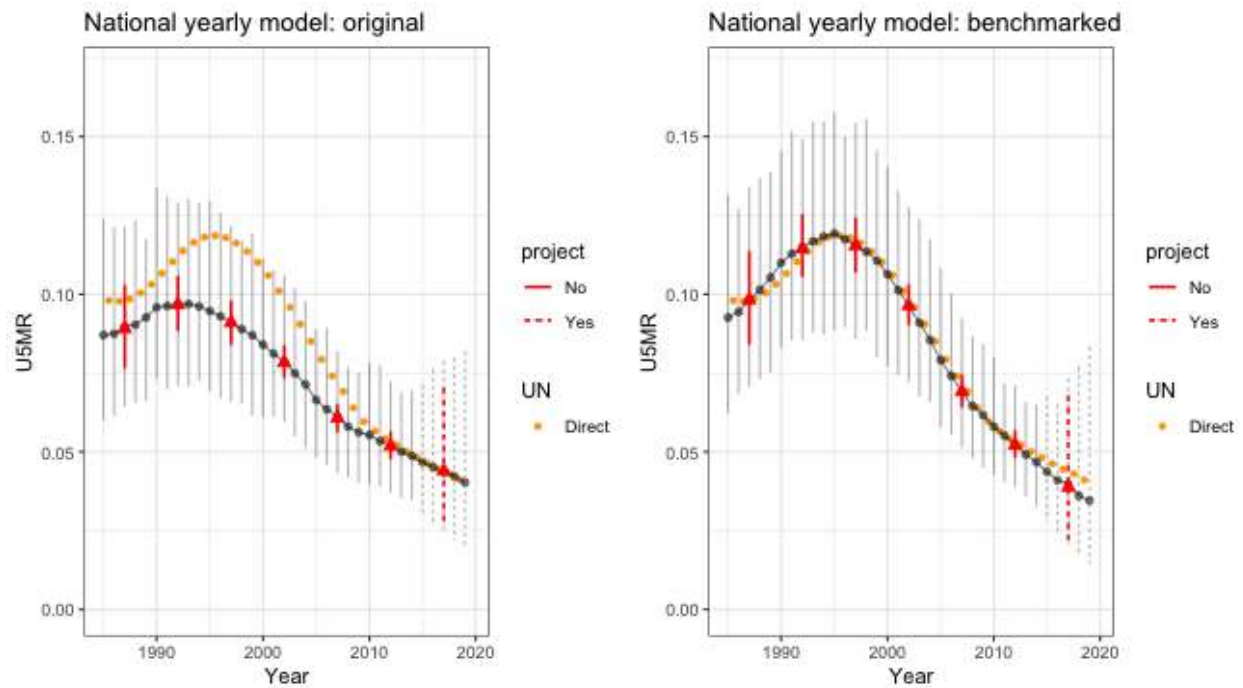 National yearly model: original
U5MR
0.15
0.10
0.05
0.00
1990 2000 2010 2020
Year
project
No
Yes
UN
Direct
National yearly model: benchmarked
U5MR
0.15
0.10
0.05
0.00
1990 2000 2010 2020
Year
project
No
Yes
UN
Direct